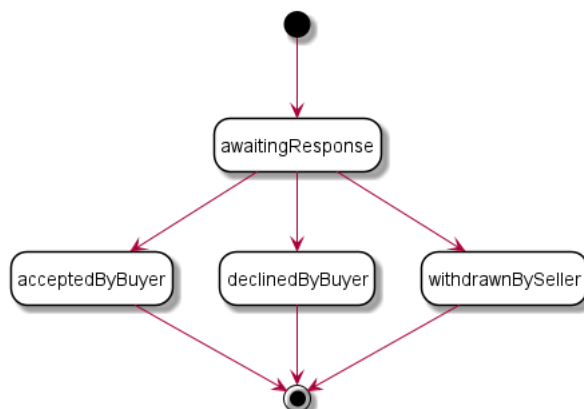 awaitingResponse
acceptedByBuyer
declinedByBuyer
withdrawnBySeller